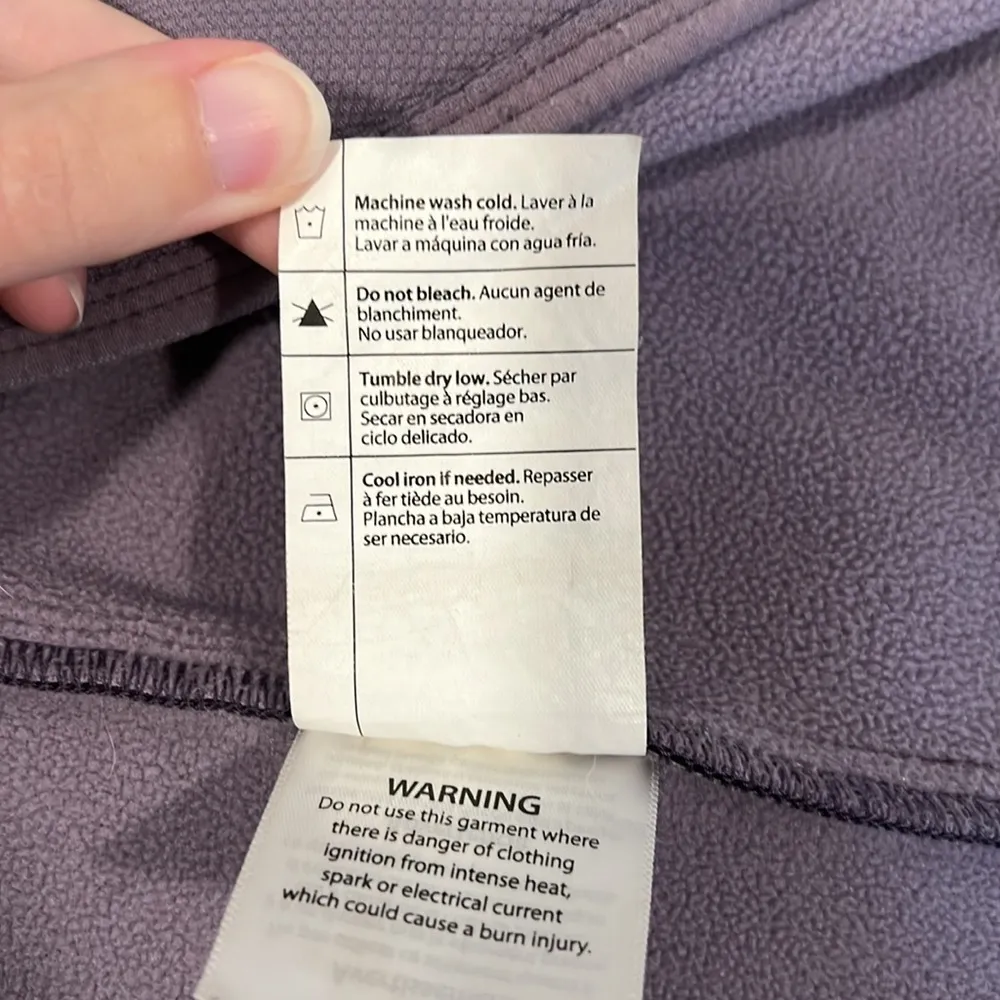 Machine wash cold. Laver à la
machine à l'eau froide.
Lavar a máquina con agua fría.
Do not bleach. Aucun agent de
blanchiment.
No usar blanqueador.
Tumble dry low. Sécher par
culbutage à réglage bas.
Secar en secadora en
ciclo delicado.
Cool iron if needed. Repasser
à fer tiède au besoin.
Plancha a baja temperatura de
ser necesario.
WARNING
Do not use this garment where
there is danger of clothing
ignition from intense heat,
spark or electrical current
which could cause a burn injury.